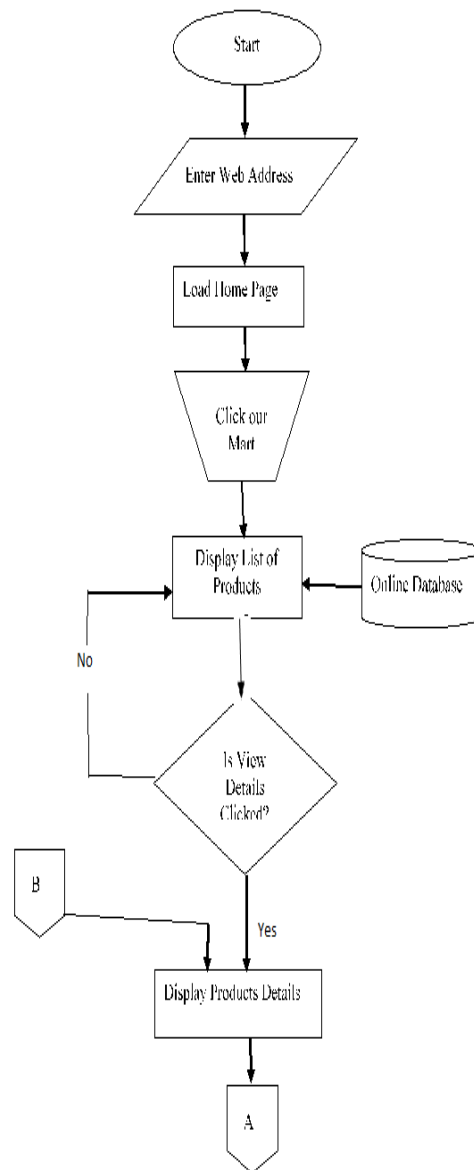 Start
Enter Web Address
Load Home Page
Click our
Mart
Display List of
Products
Online Database
No
Is View
Details
Clicked?
B
Yes
Display Products Details
A